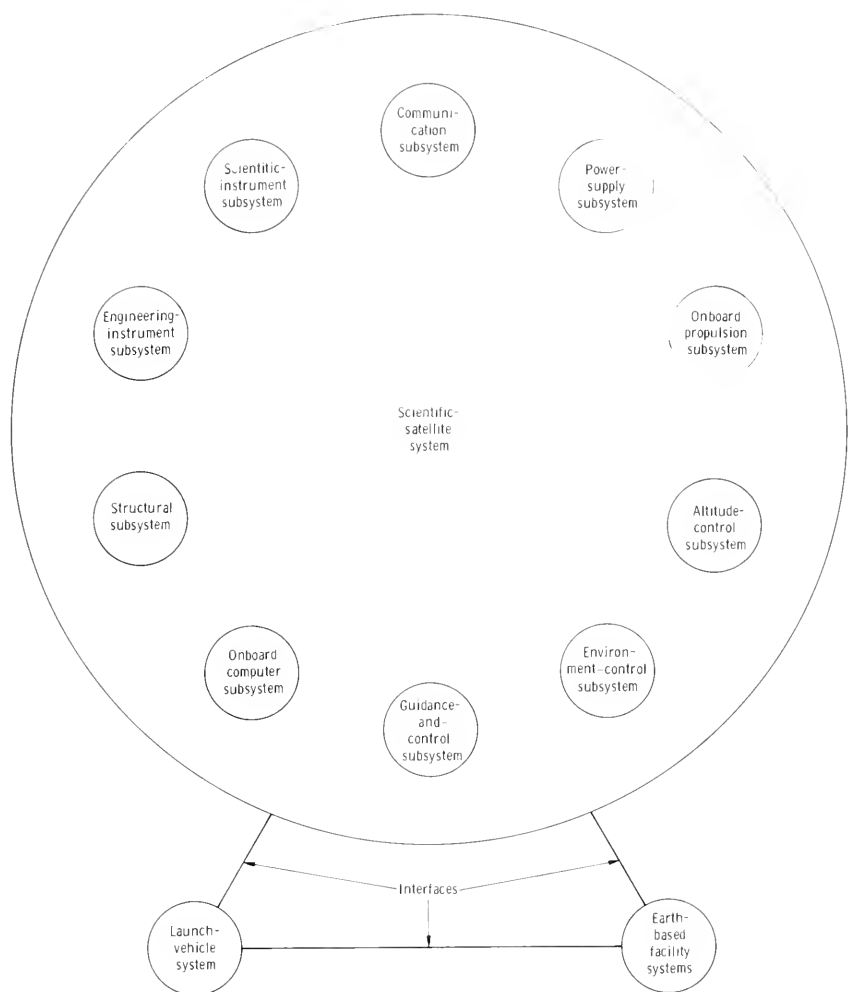 Communi-
cation
subsystem
Scientific-
instrument
subsystem
Power-
supply
subsystem
Engineering-
instrument
subsystem
Onboard
propulsion
subsystem
Scientific-
satellite
system
Structural
subsystem
Altitude-
control
subsystem
Onboard
computer
subsystem
Environ-
ment-control
subsystem
Guidance-
and-
control
subsystem
Interfaces
Launch-
vehicle
system
Earth-
based
facility
systems